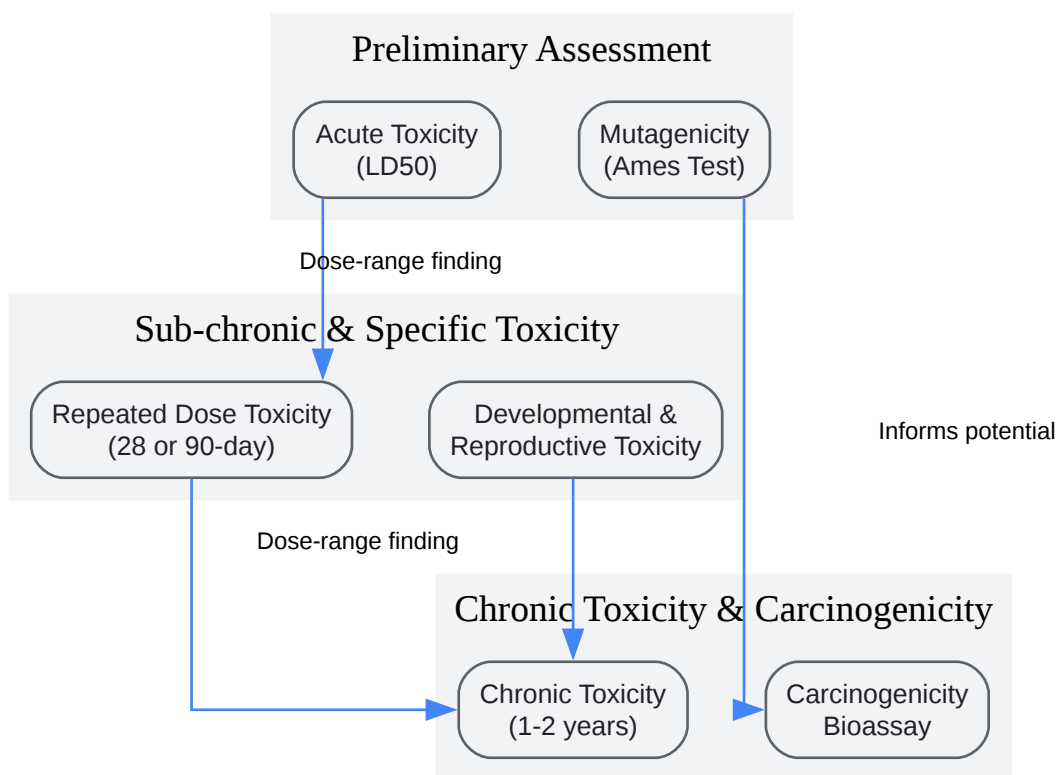 Preliminary Assessment
Acute Toxicity
(LD50)
Mutagenicity
(Ames Test)
Dose-range finding
Sub-chronic & Specific Toxicity
Repeated Dose Toxicity
(28 or 90-day)
Developmental &
Reproductive Toxicity
Informs potential
Dose-range finding
Chronic Toxicity & Carcinogenicity
Chronic Toxicity
(1-2 years)
Carcinogenicity
Bioassay